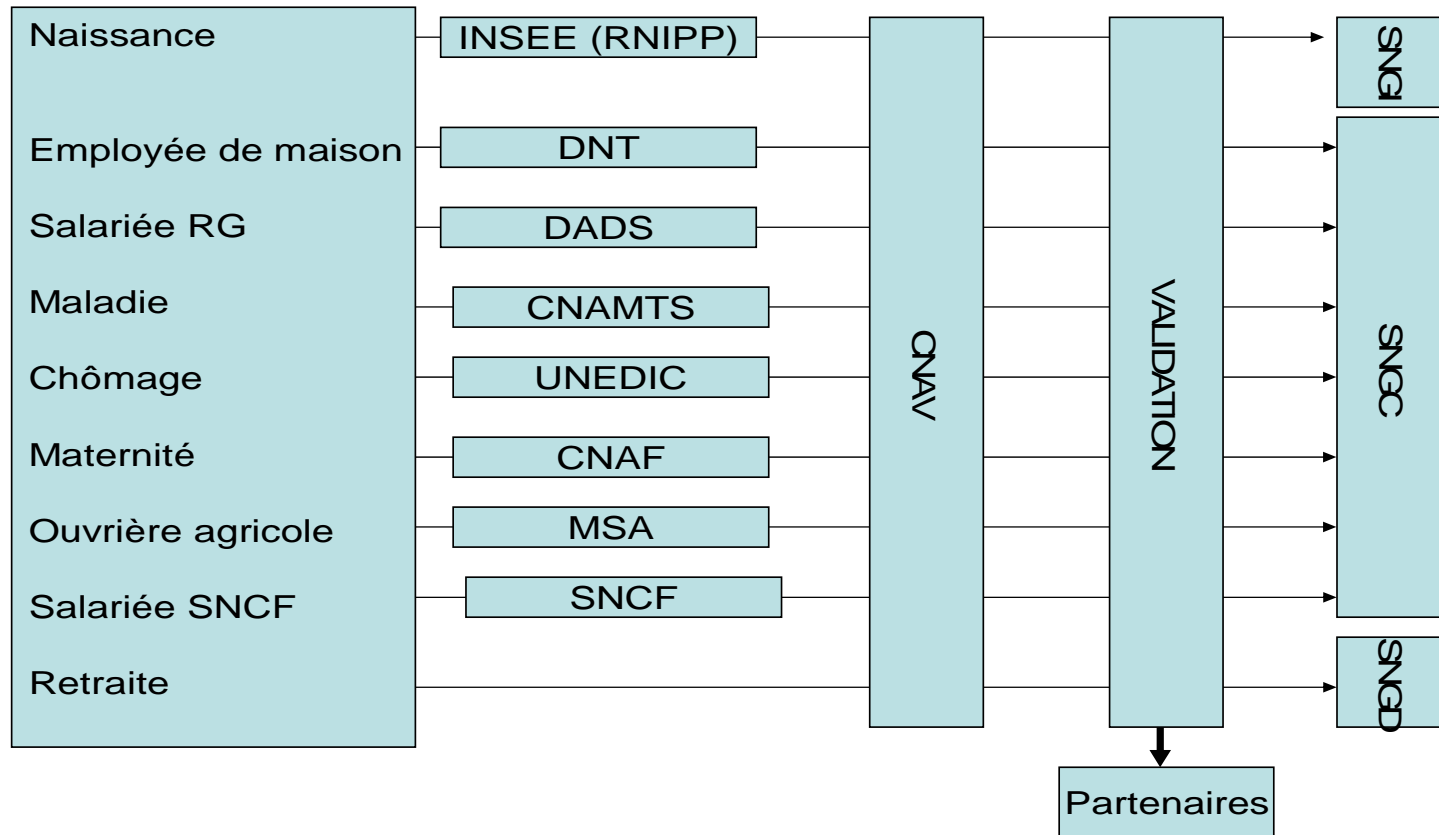 Naissance
INSEE (RNIPP)
Employée de maison
DNT
Salariée RG
DADS
Maladie
CNAMTS
Chômage
UNEDIC
Maternité
CNAF
Ouvrière agricole
MSA
Salariée SNCF
SNCF
Retraite
CNAV
VALIDATION
SNGI
SNGC
SNGD
Partenaires